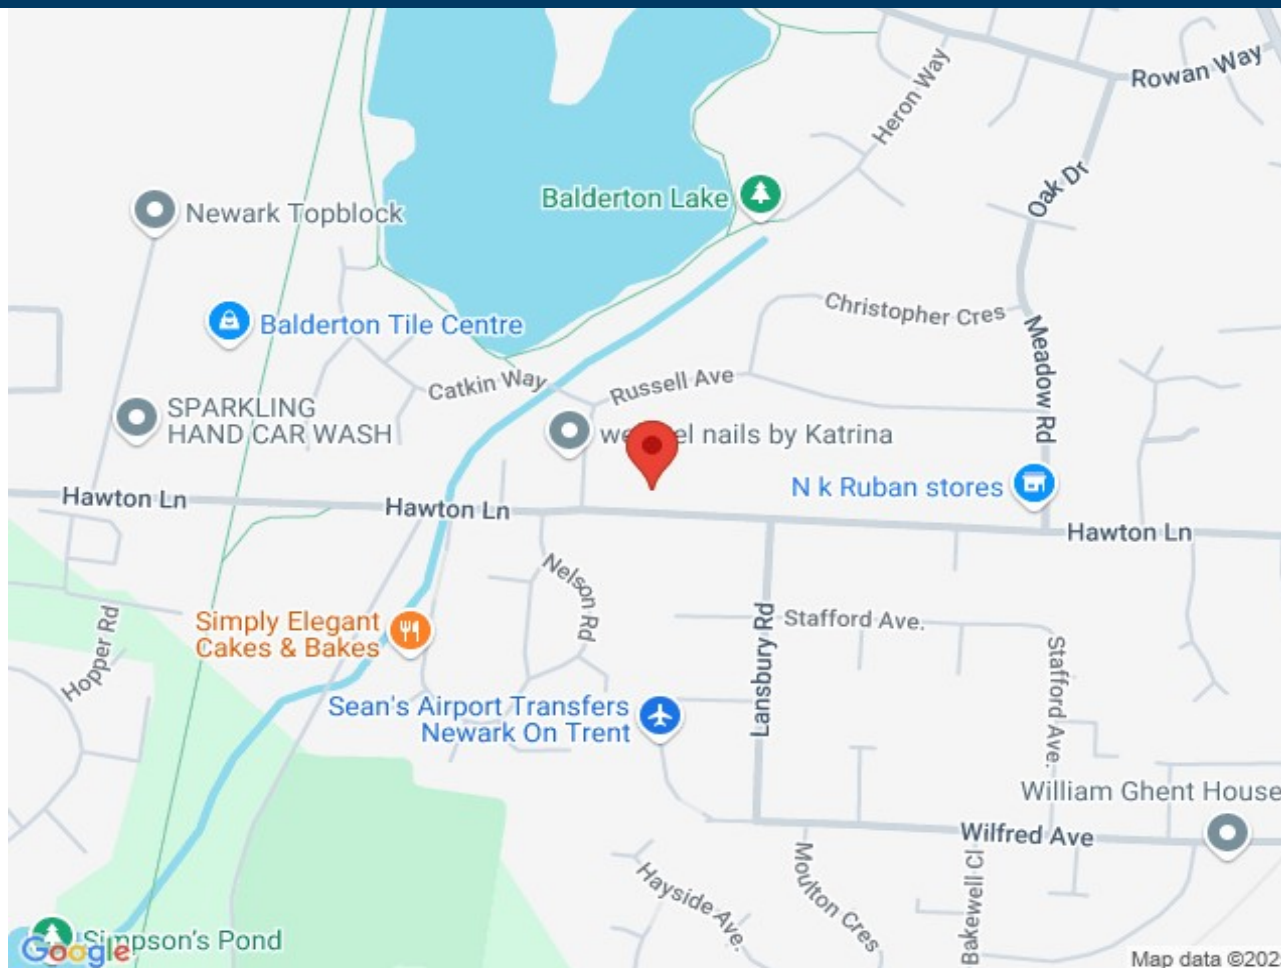 Rowan Way
Heron Way
Oak Dr
Balderton Lake
Newark Topblock
Christopher Cres
Balderton Tile Centre
Meadow Rd
Catkin Way
Russell Ave
SPARKLING
HAND CAR WASH
nails by Katrina
N k Ruban stores
Hawton Ln
Hawton Ln
Hawton Ln
Nelson Rd
Simply Elegant
Cakes & Bakes
Hopper Rd
Stafford Ave.
Lansbury Rd
Stafford Ave.
Sean's Airport Transfers
Newark On Trent
William Ghent House
Wilfred Ave
Moulton Cres
Bakewell Cl
Hayside Ave.
Simpson's Pond
Google
Map data ©202